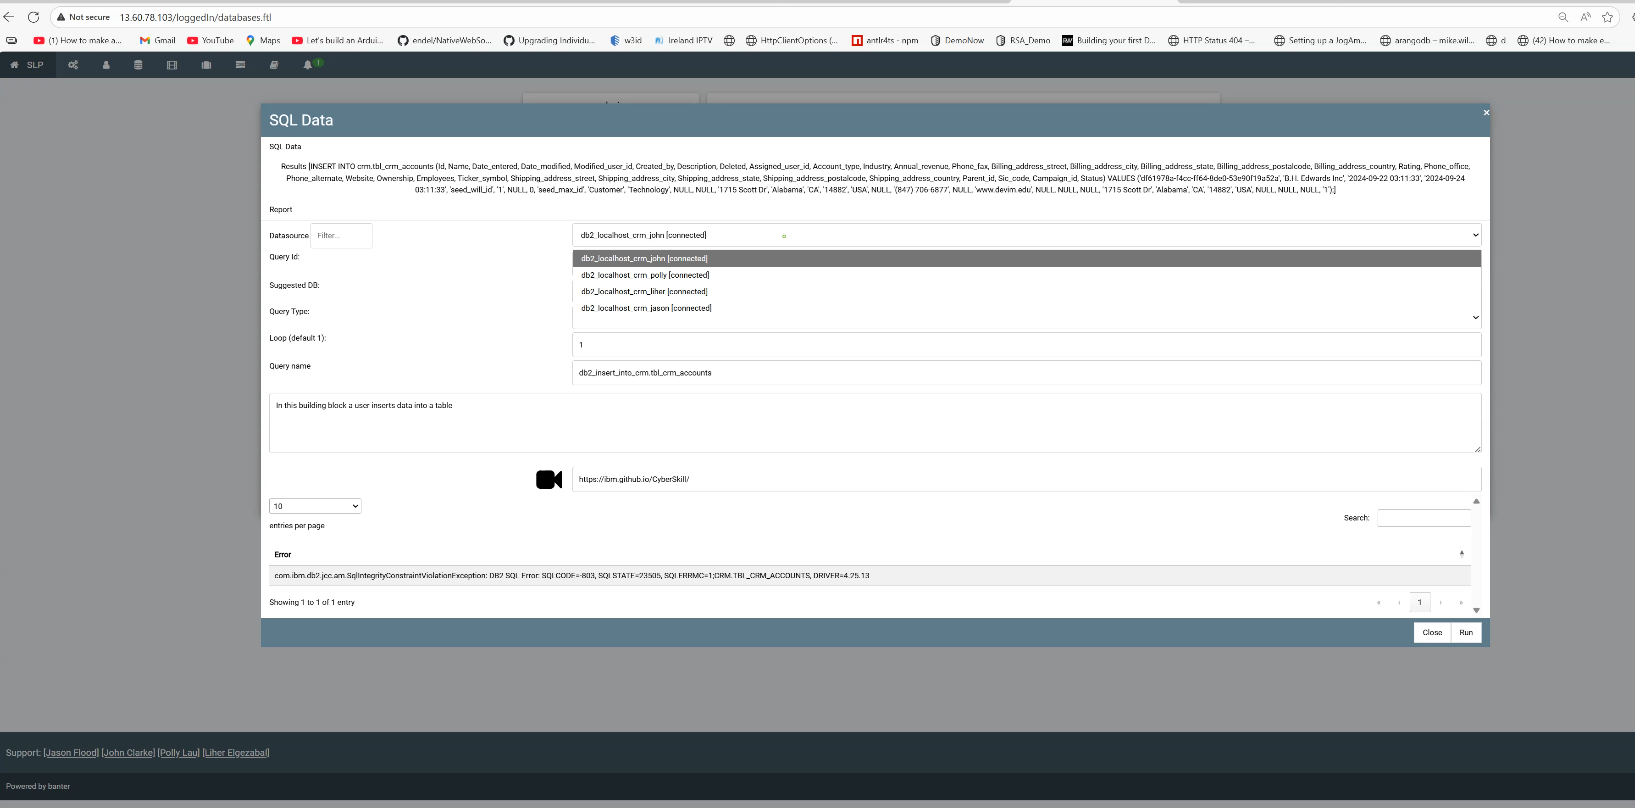 Not secure 13.60.78.103/loggedIn/databases.ftl
(1) How to make a... Gmail YouTube Maps Let's build an Ardui... endel/NativeWebSo... Upgrading Individu... w3id Ireland IPTV HttpClientOptions (... antlr4ts - npm DemoNow RSA_Demo Building your first D... HTTP Status 404 –... Setting up a JogAm... arangodb – mike.wil... d (42) How to make e...
SLP 1
SQL Data ×
SQL Data
Results [INSERT INTO crm.tbl_crm_accounts (Id, Name, Date_entered, Date_modified, Modified_user_id, Created_by, Description, Deleted, Assigned_user_id, Account_type, Industry, Annual_revenue, Phone_fax, Billing_address_street, Billing_address_city, Billing_address_state, Billing_address_postalcode, Billing_address_country, Rating, Phone_office,
Phone_alternate, Website, Ownership, Employees, Ticker_symbol, Shipping_address_street, Shipping_address_city, Shipping_address_state, Shipping_address_postalcode, Shipping_address_country, Parent_id, Sic_code, Campaign_id, Status) VALUES ('df61978a-f4cc-ff64-8de0-53e90f19a52a', 'B.H. Edwards Inc', '2024-09-22 03:11:33', '2024-09-24
03:11:33', 'seed_will_id', '1', NULL, 0, 'seed_max_id', 'Customer', 'Technology', NULL, NULL, '1715 Scott Dr', 'Alabama', 'CA', '14882', 'USA', NULL, '(847) 706-6877', NULL, 'www.devim.edu', NULL, NULL, NULL, '1715 Scott Dr', 'Alabama', 'CA', '14882', 'USA', NULL, NULL, NULL, '1');]
Report
Datasource Filter... db2_localhost_crm_john [connected]
Query Id: db2_localhost_crm_john [connected]
db2_localhost_crm_polly [connected]
Suggested DB: db2_localhost_crm_liher [connected]
Query Type: db2_localhost_crm_jason [connected]
Loop (default 1): 1
Query name db2_insert_into_crm.tbl_crm_accounts
In this building block a user inserts data into a table
https://ibm.github.io/CyberSkill/
10
entries per page Search:
Error
com.ibm.db2.jcc.am.SqlIntegrityConstraintViolationException: DB2 SQL Error: SQLCODE=-803, SQLSTATE=23505, SQLERRMC=1;CRM.TBL_CRM_ACCOUNTS, DRIVER=4.25.13
Showing 1 to 1 of 1 entry « ‹ 1 › »
Close Run
Support: [Jason Flood] [John Clarke] [Polly Lau] [Liher Elgezabal]
Powered by banter